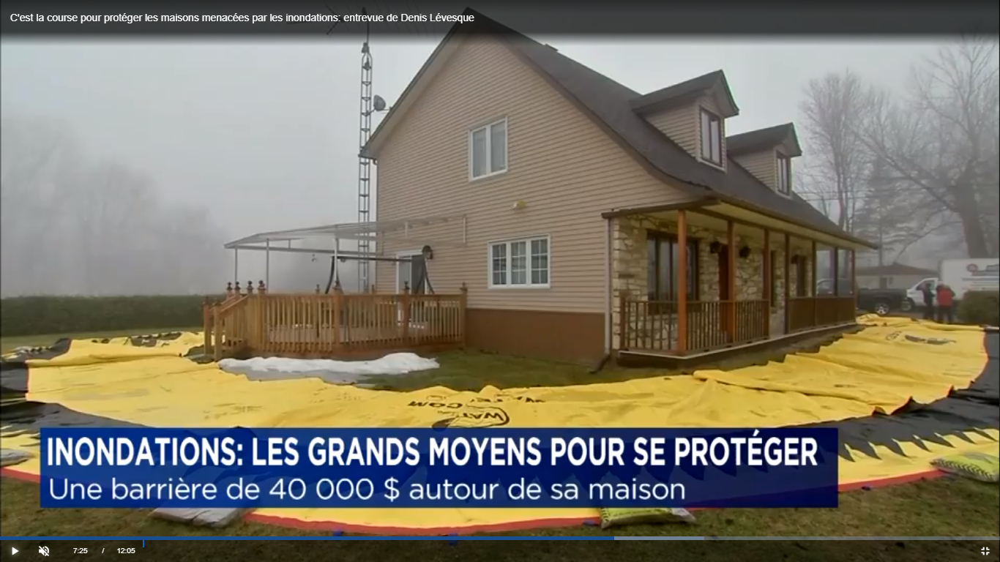 C'est la course pour protéger les maisons menacées par les inondations: entrevue de Denis Lévesque
INONDATIONS: LES GRANDS MOYENS POUR SE PROTÉGER
Une barrière de 40 000 $ autour de sa maison
7:25 / 12:05